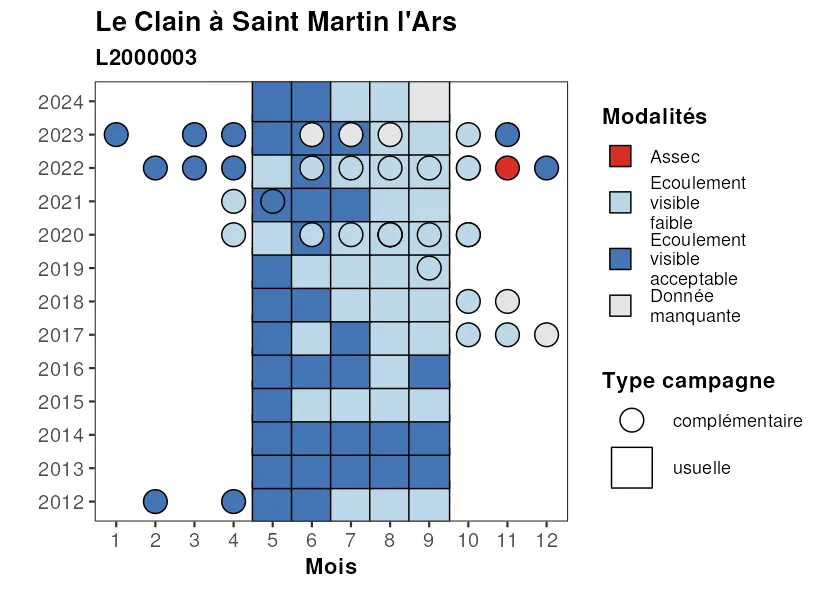 Le Clain à Saint Martin l'Ars
L2000003
2024
2023
2022
2021
2020
2019
2018
2017
2016
2015
2014
2013
2012
1 2 3 4 5 6 7 8 9 10 11 12
Mois
Modalités
Assec
Ecoulement
visible
faible
Ecoulement
visible
acceptable
Donnée
manquante
Type campagne
complémentaire
usuelle